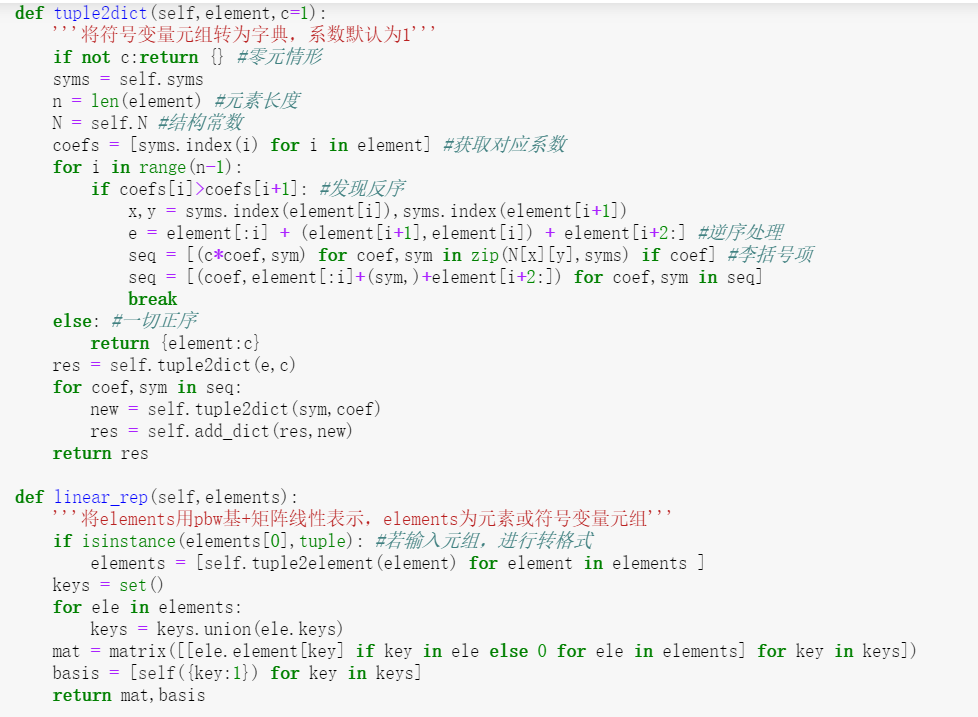 def tuple2dict(self,element,c=1):
    '''将符号变量元组转为字典，系数默认为1'''
    if not c:return {} #零元情形
    syms = self.syms
    n = len(element) #元素长度
    N = self.N #结构常数
    coefs = [syms.index(i) for i in element] #获取对应系数
    for i in range(n-1):
        if coefs[i]>coefs[i+1]: #发现反序
            x,y = syms.index(element[i]),syms.index(element[i+1])
            e = element[:i] + (element[i+1],element[i]) + element[i+2:] #逆序处理
            seq = [(c*coef,sym) for coef,sym in zip(N[x][y],syms) if coef] #李括号项
            seq = [(coef,element[:i]+(sym,)+element[i+2:]) for coef,sym in seq]
            break
    else: #一切正序
        return {element:c}
    res = self.tuple2dict(e,c)
    for coef,sym in seq:
        new = self.tuple2dict(sym,coef)
        res = self.add_dict(res,new)
    return res
def linear_rep(self,elements):
    '''将elements用pbw基+矩阵线性表示，elements为元素或符号变量元组'''
    if isinstance(elements[0],tuple): #若输入元组，进行转格式
        elements = [self.tuple2element(element) for element in elements ]
    keys = set()
    for ele in elements:
        keys = keys.union(ele.keys)
    mat = matrix([[ele.element[key] if key in ele else 0 for ele in elements] for key in keys])
    basis = [self({key:1}) for key in keys]
    return mat,basis